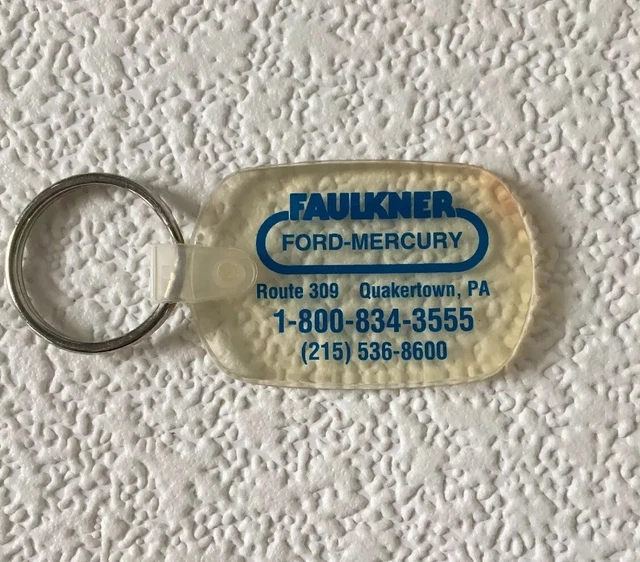 FAULKNER
FORD-MERCURY
Route 309 Quakertown, PA
1-800-834-3555
(215) 536-8600